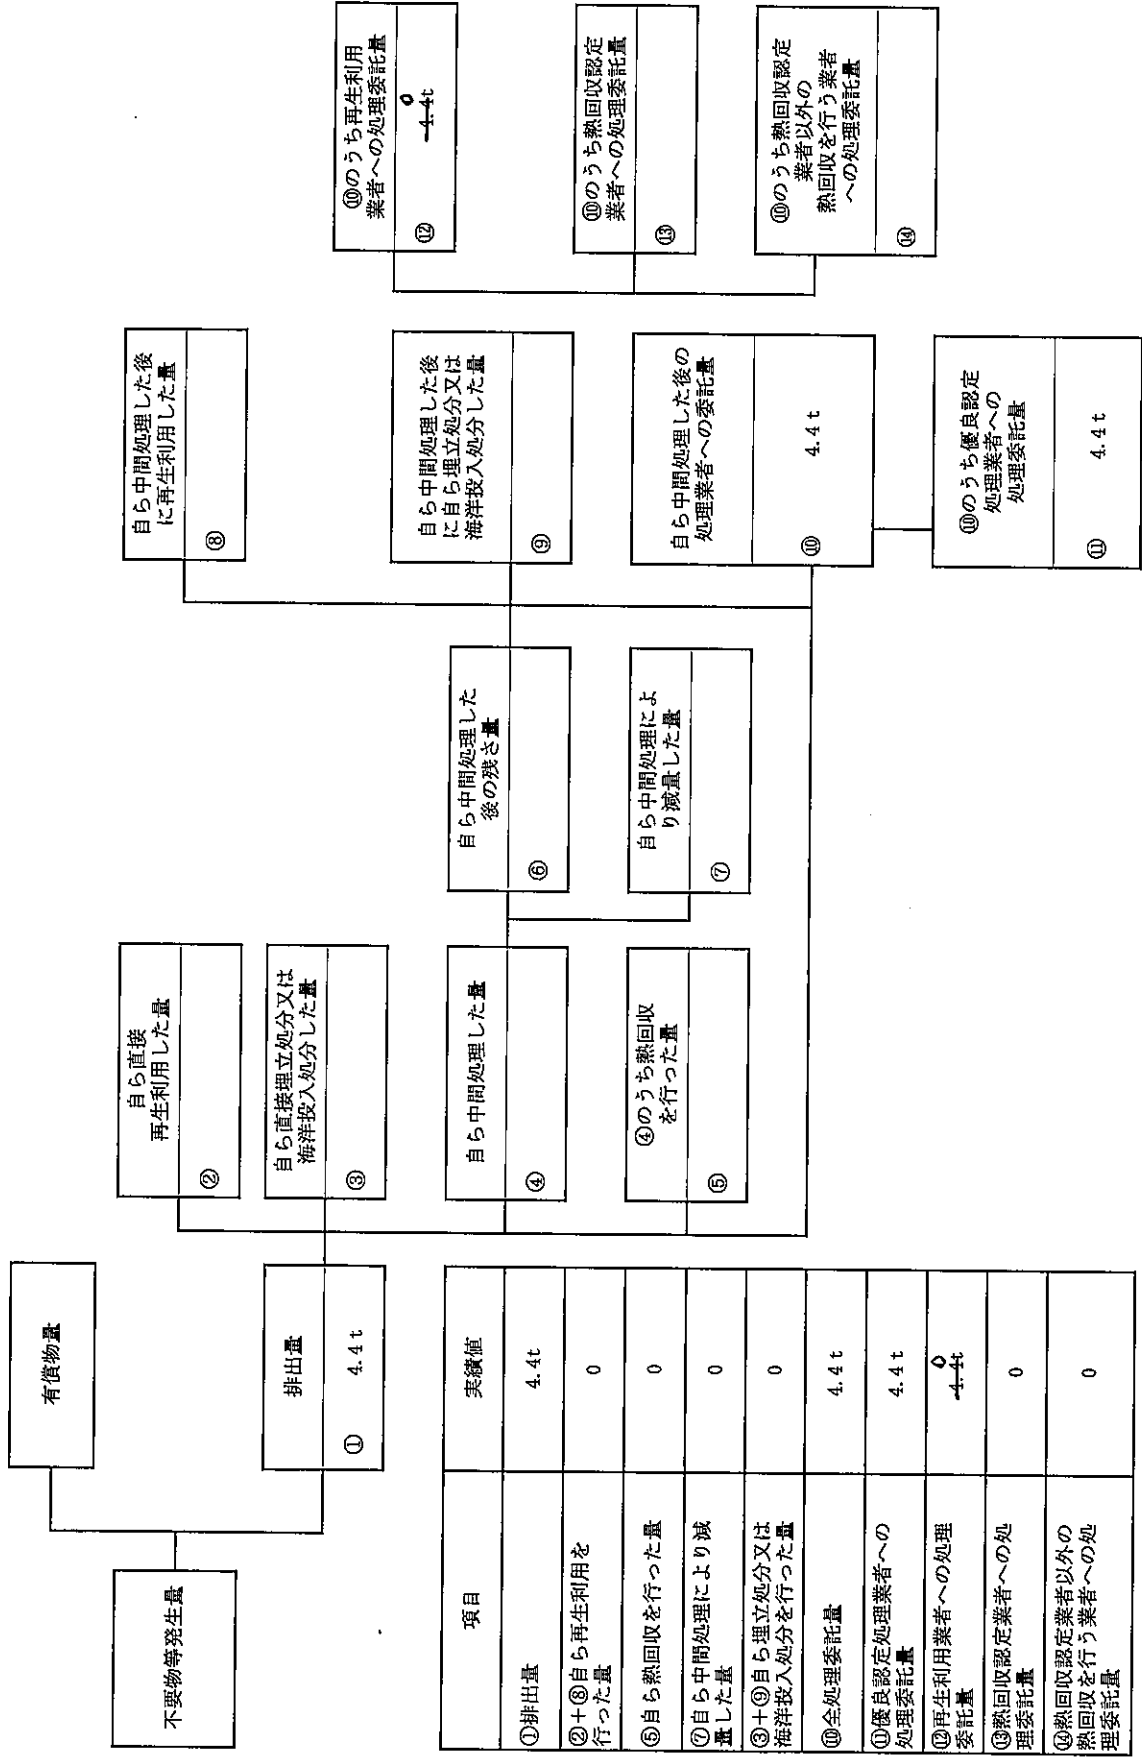 不要物等発生量
有償物量
排出量
① 4.4 t
自ら直接
再生利用した量
②
自ら直接埋立処分又は
海洋投入処分した量
③
自ら中間処理した量
④
④のうち熱回収
を行った量
⑤
自ら中間処理した
後の残さ量
⑥
自ら中間処理によ
り減量した量
⑦
自ら中間処理した後
に再生利用した量
⑧
自ら中間処理した後
に自ら埋立処分又は
海洋投入処分した量
⑨
自ら中間処理した後の
処理業者への委託量
⑩ 4.4 t
⑩のうち優良認定
処理業者への
処理委託量
⑪ 4.4 t
⑩のうち再生利用
業者への処理委託量
0
⑫ 4.4t
⑩のうち熱回収認定
業者への処理委託量
⑬
⑩のうち熱回収認定
業者以外の
熱回収を行う業者
への処理委託量
⑭
項目 実績値
①排出量 4.4t
②+⑧自ら再生利用を
行った量 0
⑤自ら熱回収を行った量 0
⑦自ら中間処理により減
量した量 0
③+⑨自ら埋立処分又は
海洋投入処分を行った量 0
⑩全処理委託量 4.4 t
⑪優良認定処理業者への
処理委託量 4.4 t
⑫再生利用業者への処理
委託量 4.4t 0
⑬熱回収認定業者への処
理委託量 0
⑭熱回収認定業者以外の
熱回収を行う業者への処
理委託量 0